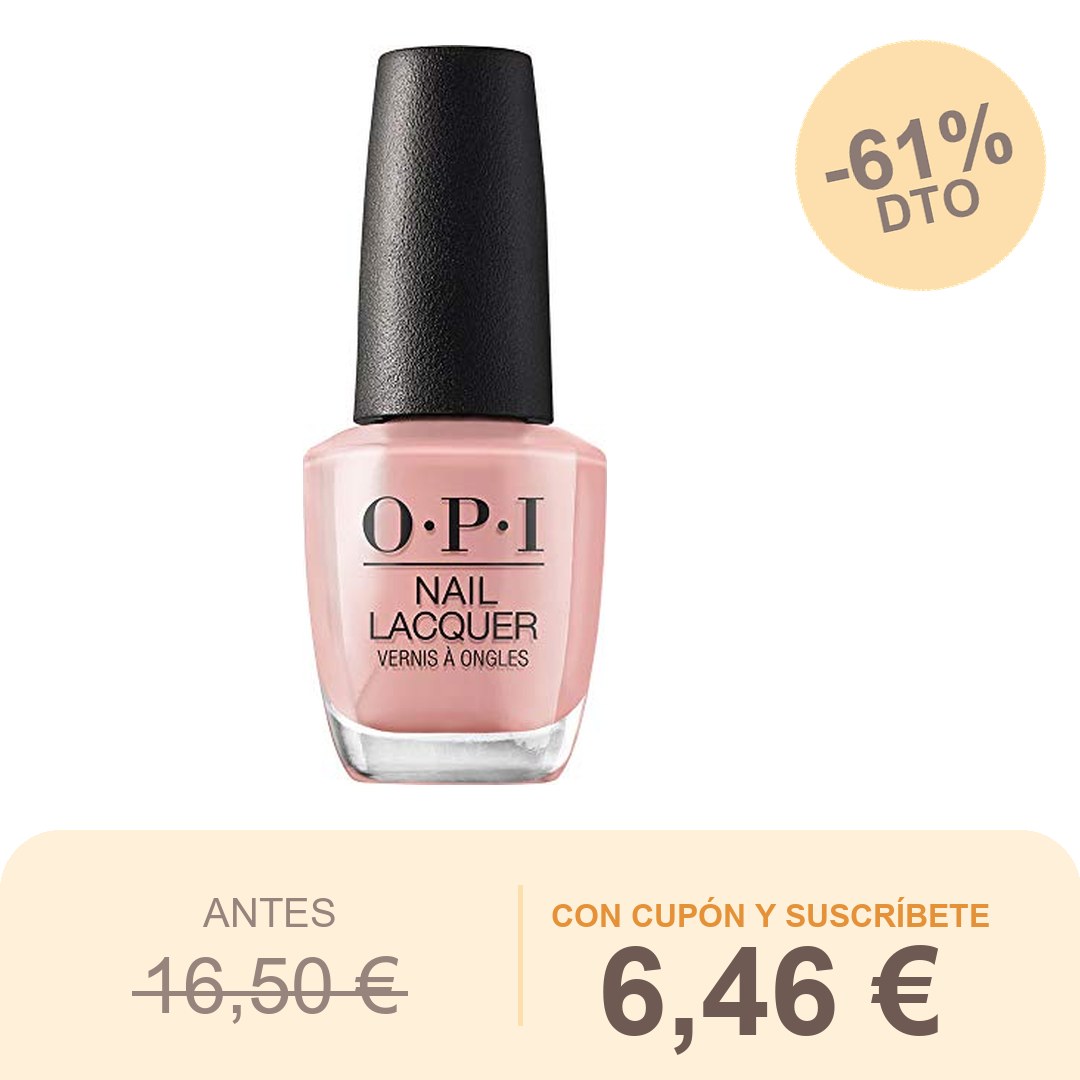 -61%
DTO
O·P·I
NAIL
LACQUER
VERNIS À ONGLES
ANTES
16,50 €
CON CUPÓN Y SUSCRÍBETE
6,46 €